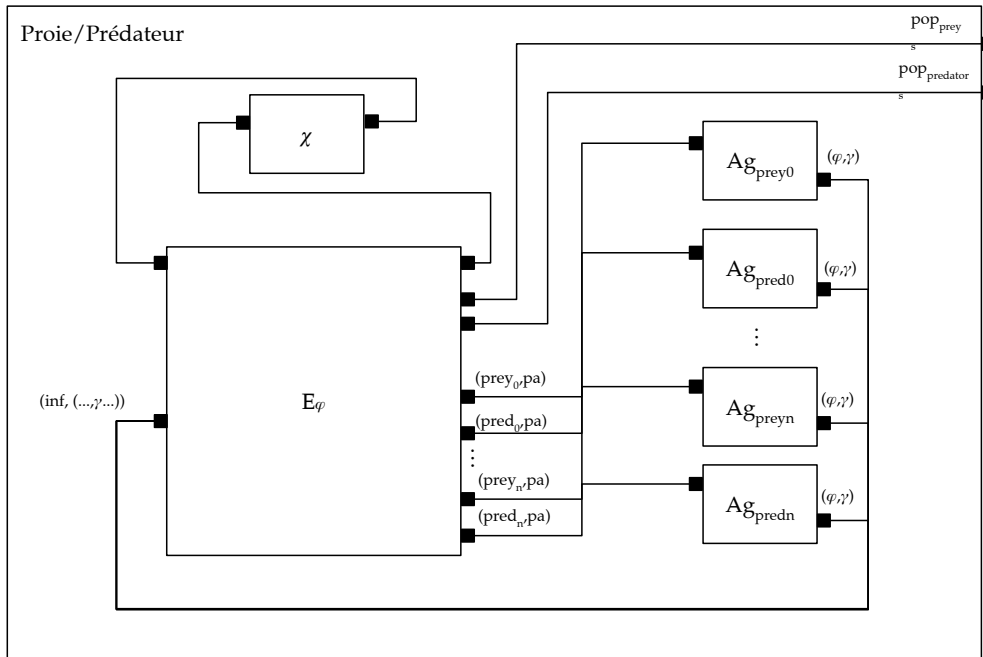 Proie/Prédateur
pop_prey
s
pop_predator
s
χ
Ag_prey0
(φ,γ)
Ag_pred0
(φ,γ)
⋮
(prey_0,pa)
(inf, (...,γ...))
E_φ
(pred_0,pa)
⋮
Ag_preyn
(φ,γ)
(prey_n,pa)
(pred_n,pa)
Ag_predn
(φ,γ)